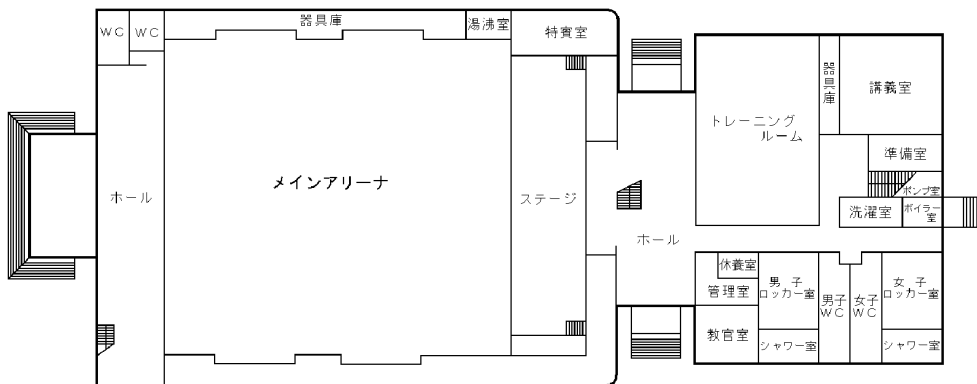 WC
WC
器具庫
湯沸室
特賓室
ホール
メインアリーナ
ステージ
ホール
トレーニング
ルーム
器具庫
講義室
準備室
ポンプ室
洗濯室
ボイラー
室
休養室
管理室
教官室
男子
ロッカー室
シャワー室
男子
WC
女子
WC
女子
ロッカー室
シャワー室